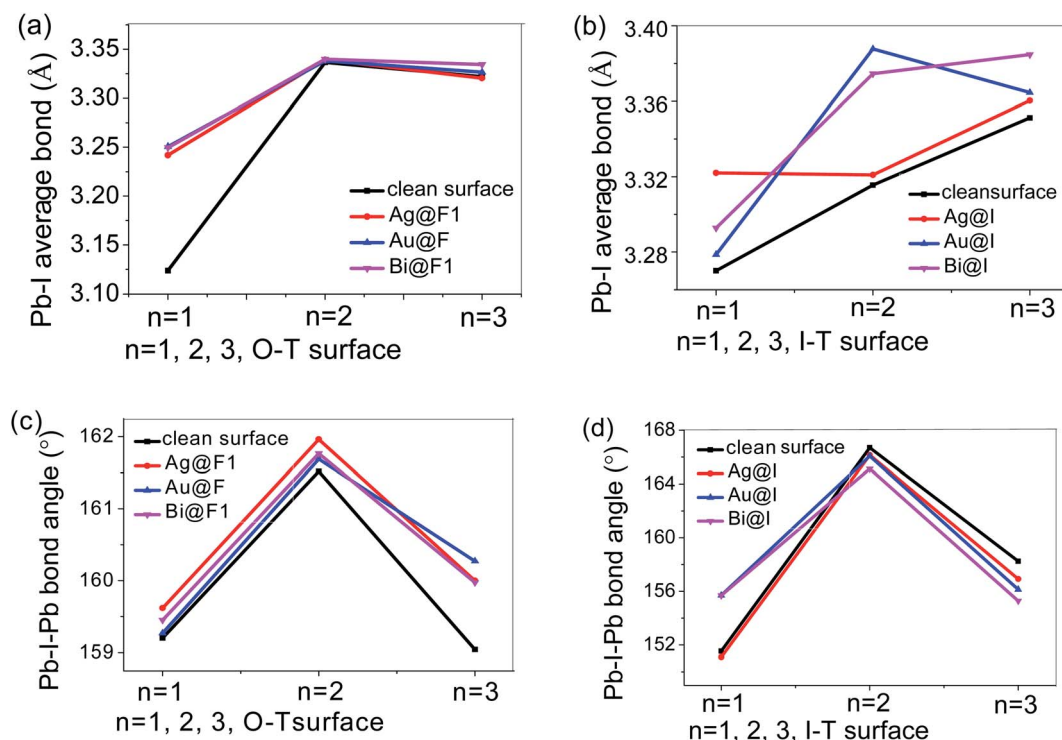 (a)
Pb-I average bond (Å)
3.35
3.30
3.25
3.20
3.15
3.10
clean surface
Ag@F1
Au@F
Bi@F1
n=1
n=2
n=3
n=1, 2, 3, O-T surface
(b)
Pb-I average bond (Å)
3.40
3.36
3.32
3.28
cleansurface
Ag@I
Au@I
Bi@I
n=1
n=2
n=3
n=1, 2, 3, I-T surface
(c)
Pb-I-Pb bond angle (°)
162
161
160
159
clean surface
Ag@F1
Au@F
Bi@F1
n=1
n=2
n=3
n=1, 2, 3, O-Tsurface
(d)
Pb-I-Pb bond angle (°)
168
164
160
156
152
clean surface
Ag@I
Au@I
Bi@I
n=1
n=2
n=3
n=1, 2, 3, I-T surface